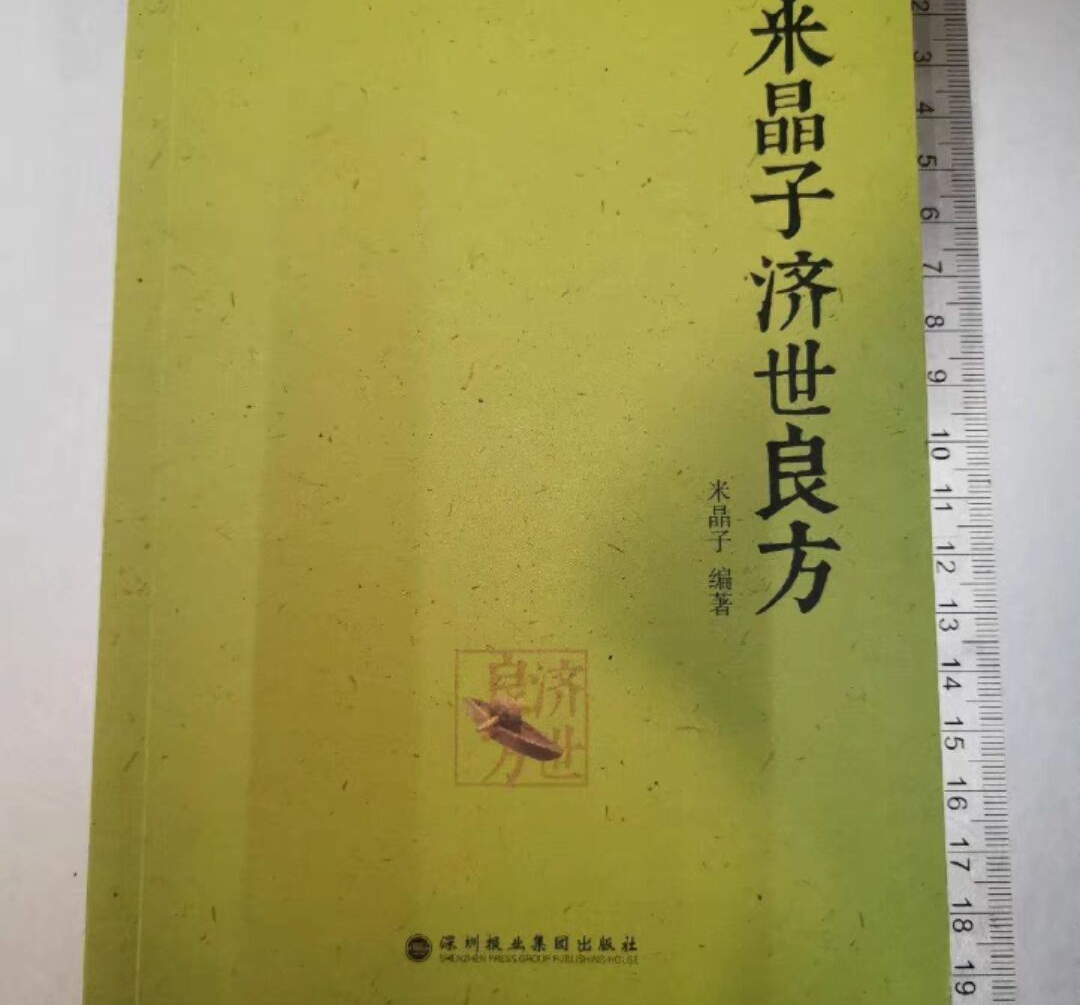 米晶子济世良方
米晶子 编著
济世
良方
深圳报业集团出版社
SHENZHEN PRESS GROUP PUBLISHING HOUSE
2 3 4 5 6 7 8 9 10 11 12 13 14 15 16 17 18 19